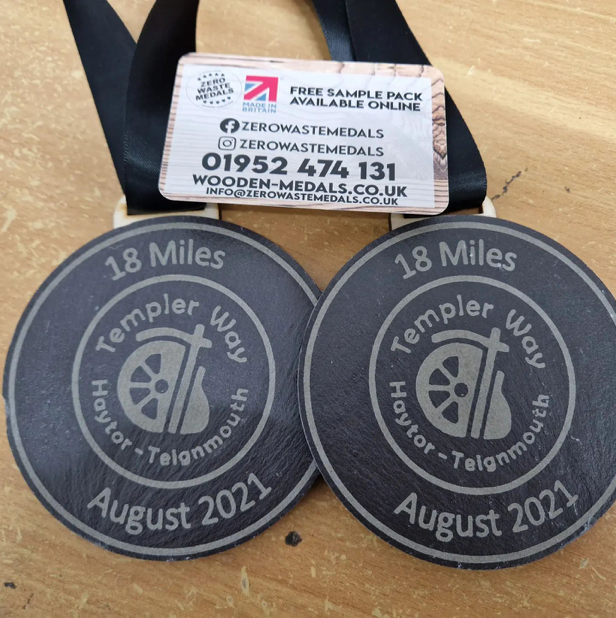 ZERO
WASTE
MEDALS
MADE IN
BRITAIN
FREE SAMPLE PACK
AVAILABLE ONLINE
ZEROWASTEMEDALS
ZEROWASTEMEDALS
01952 474 131
WOODEN-MEDALS.CO.UK
INFO@ZEROWASTEMEDALS.CO.UK
18 Miles
Templer Way
Haytor - Teignmouth
August 2021
18 Miles
Templer Way
Haytor - Teignmouth
August 2021